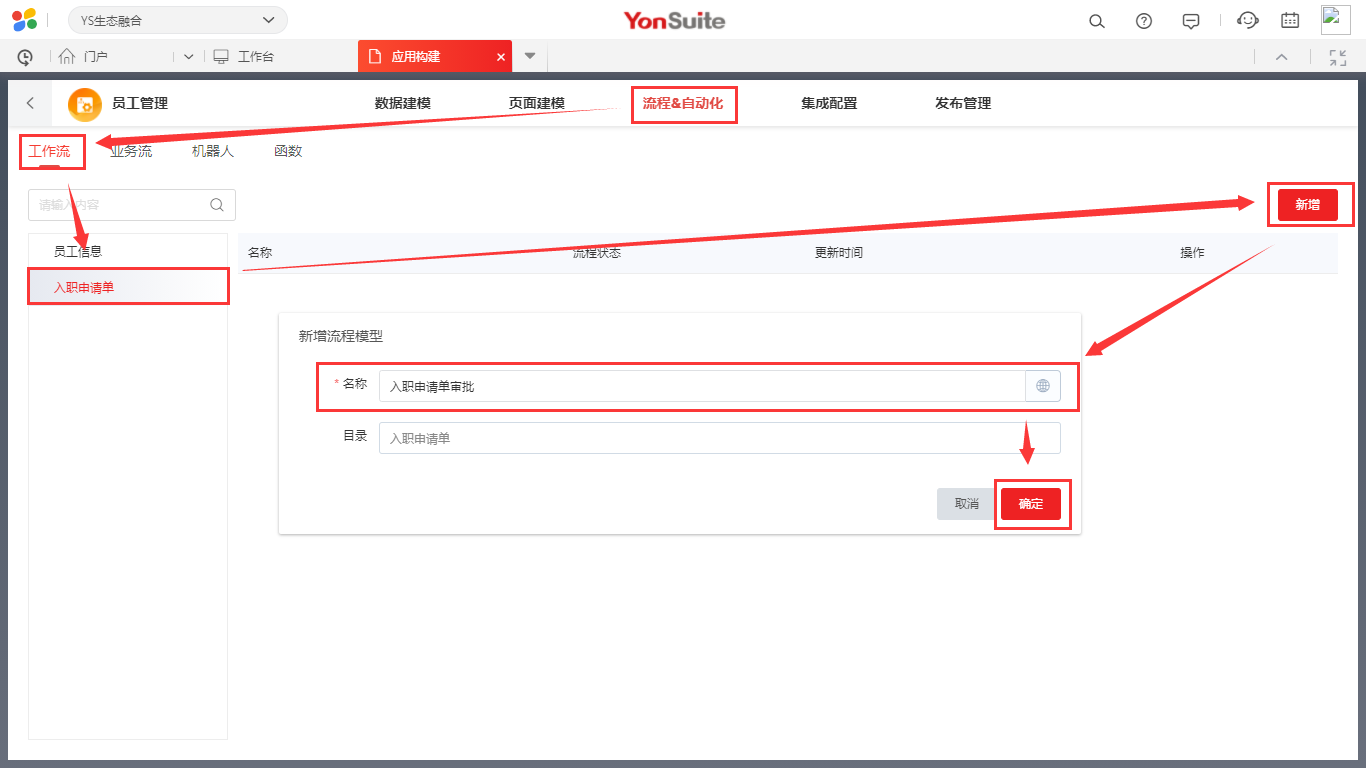 YS生态融合
YonSuite
门户
工作台
应用构建
员工管理
数据建模
页面建模
流程&自动化
集成配置
发布管理
工作流
业务流
机器人
函数
请输入内容
新增
员工信息
入职申请单
名称
流程状态
更新时间
操作
新增流程模型
* 名称
入职申请单审批
目录
入职申请单
取消
确定